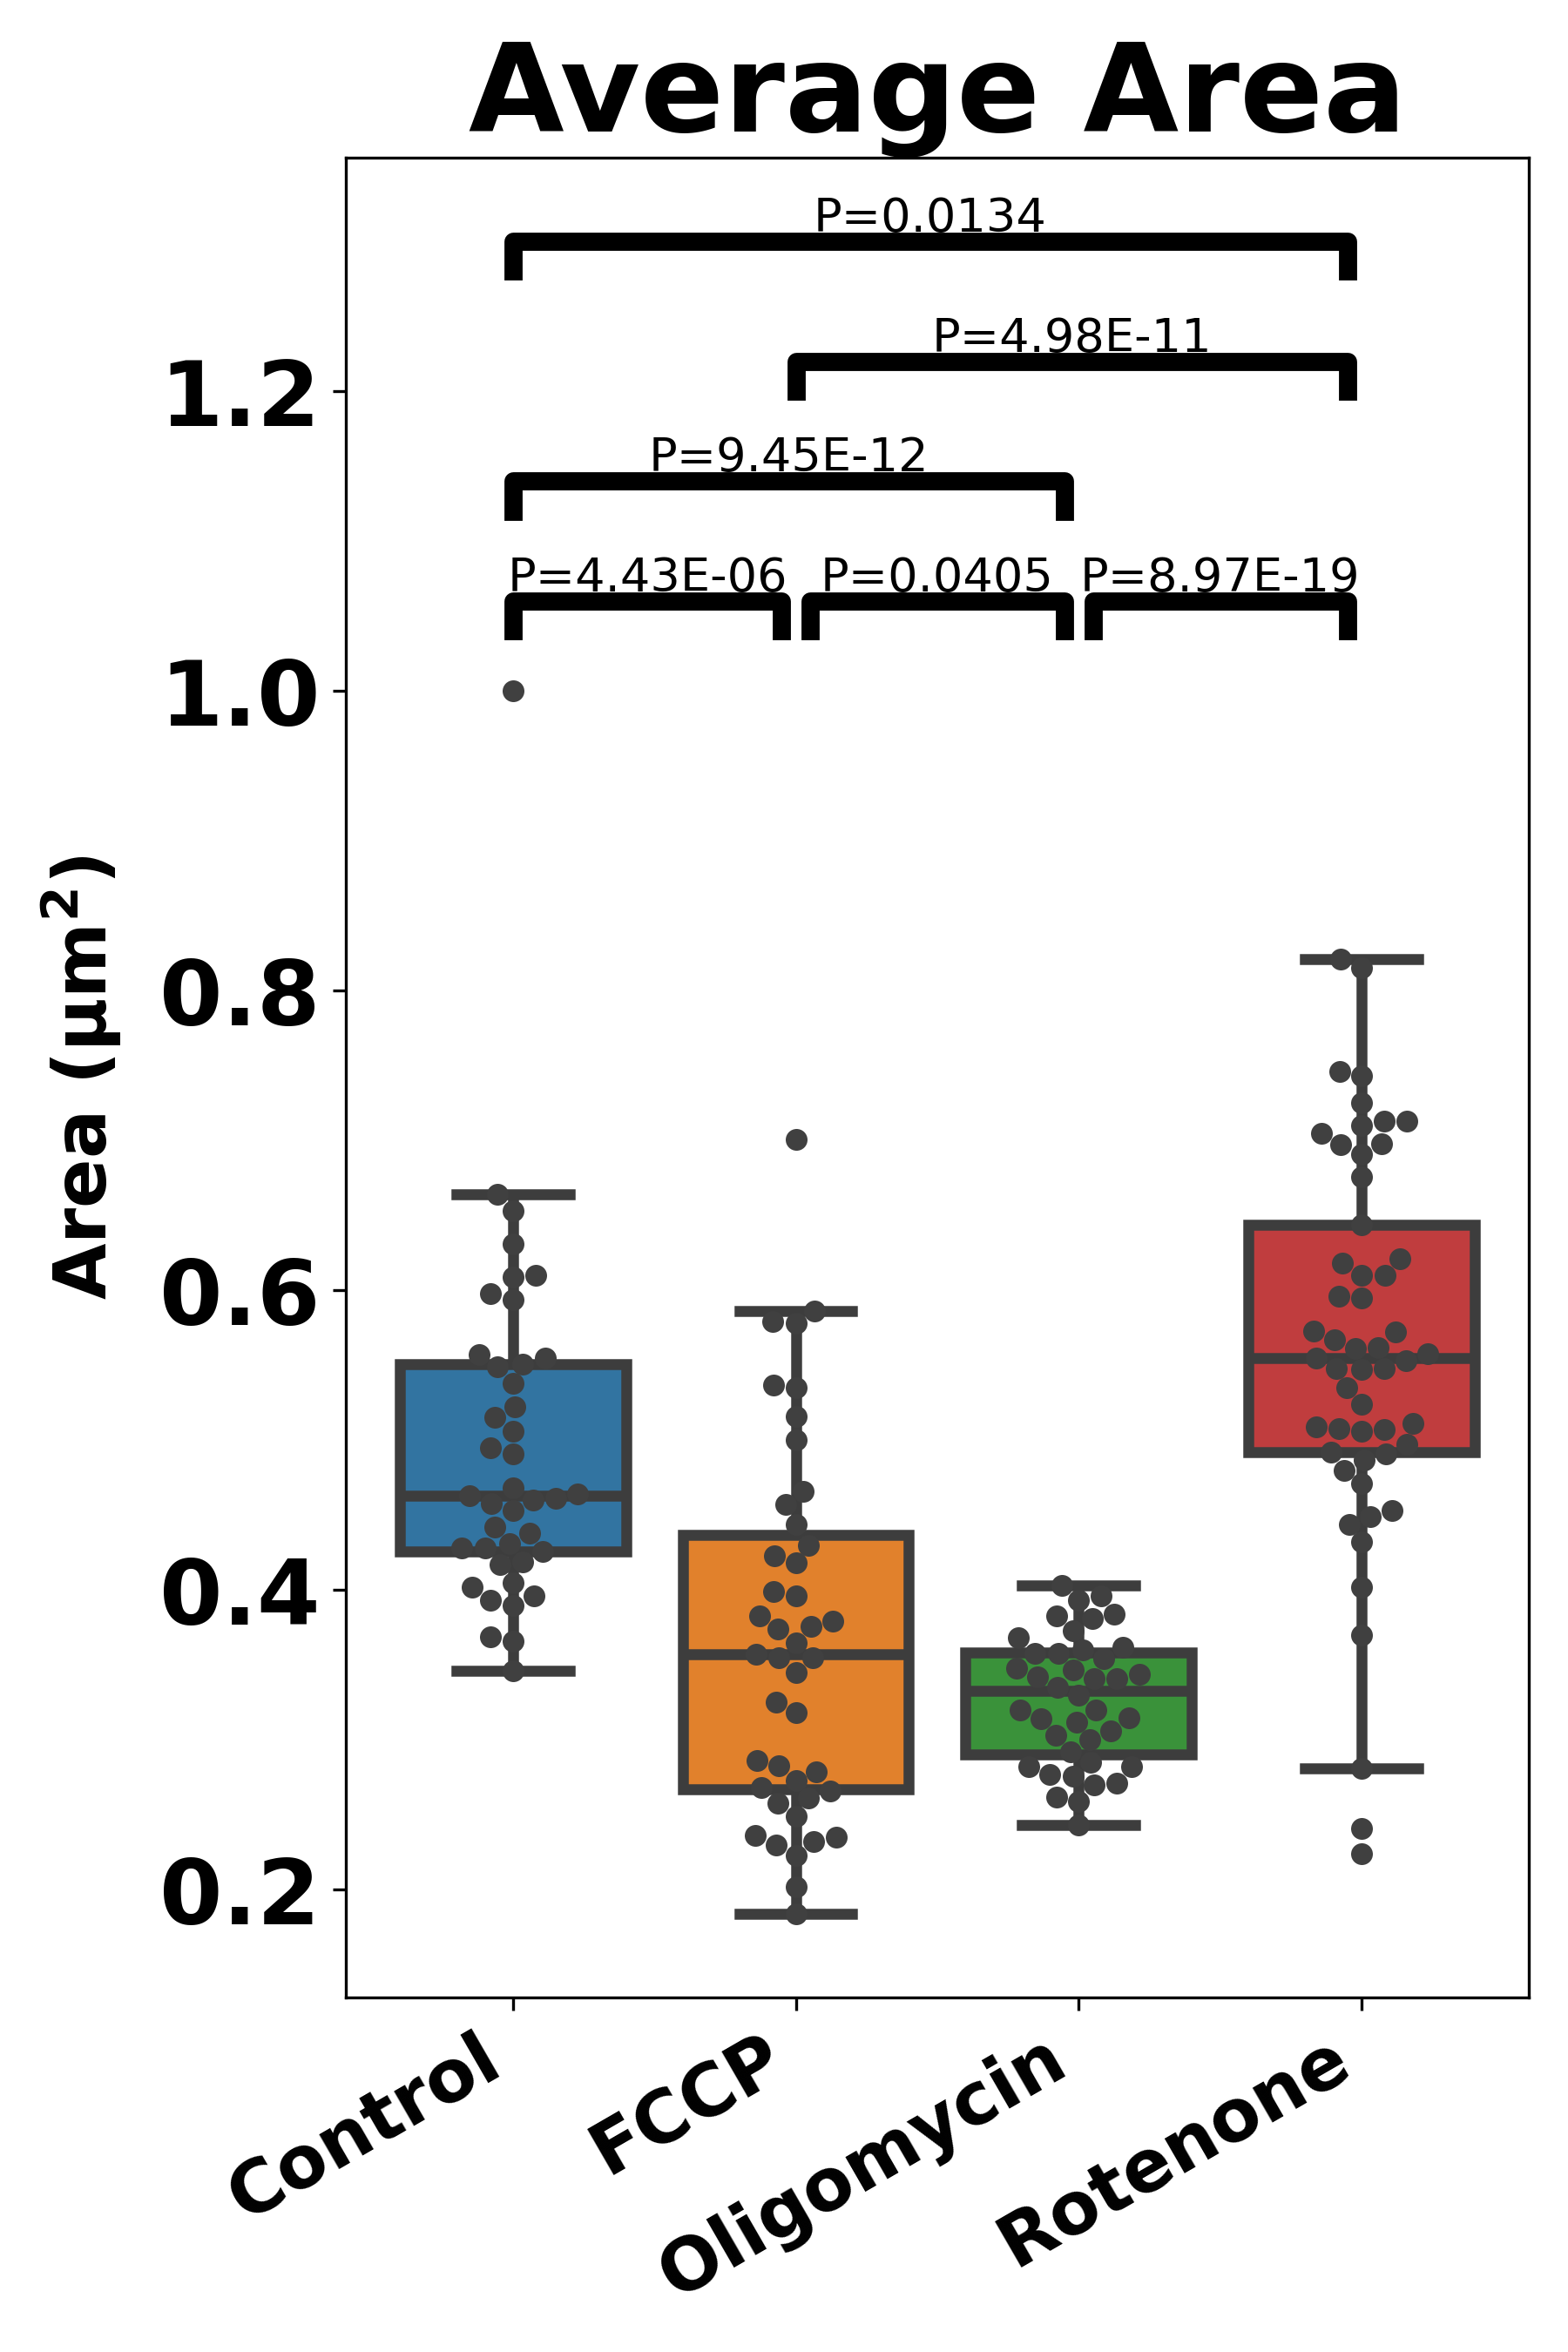 Average Area
P=0.0134
P=4.98E-11
P=9.45E-12
P=4.43E-06 P=0.0405 P=8.97E-19
1.2
1.0
0.8
0.6
0.4
0.2
Area (µm²)
Control
FCCP
Oligomycin
Rotenone